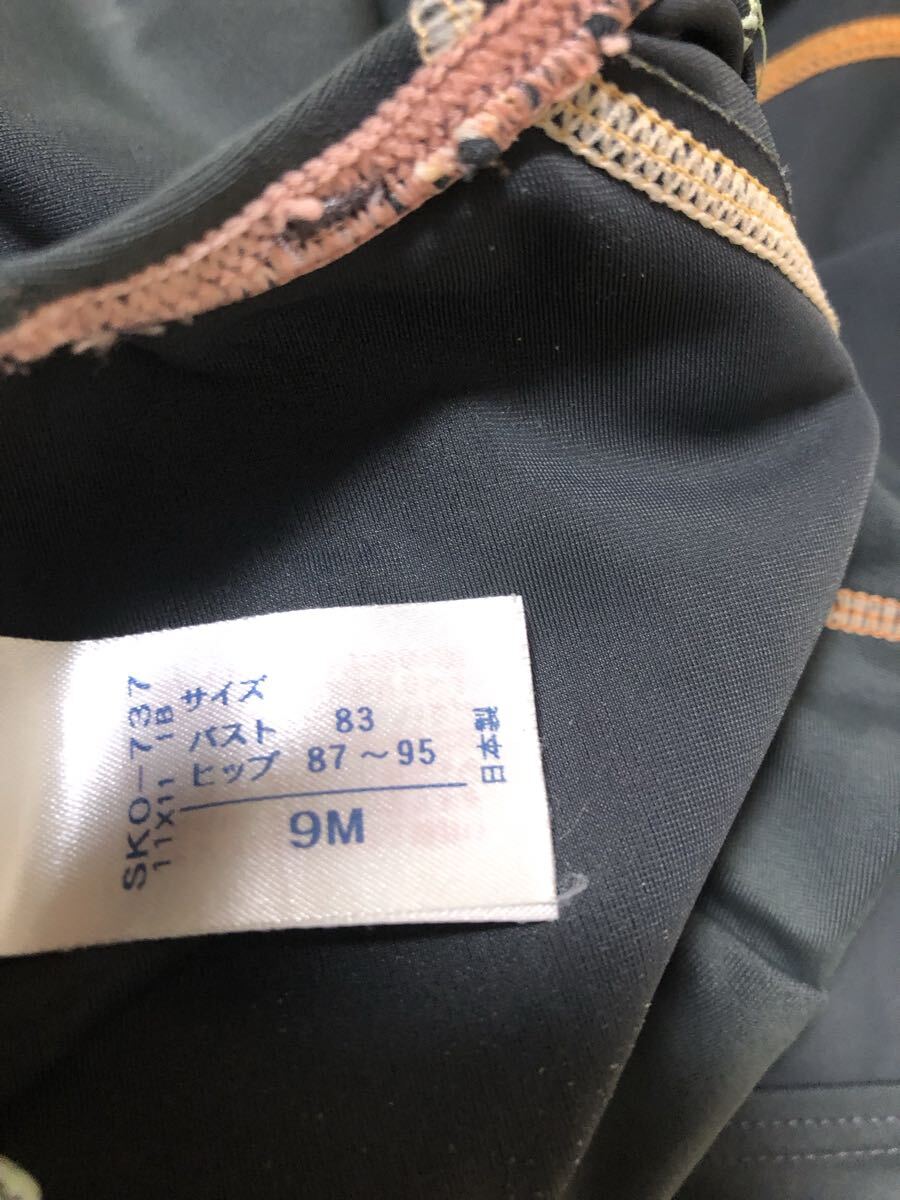 サイズ
バスト 83
ヒップ 87〜95
9M
日本製
SKO-737
11X11 1B